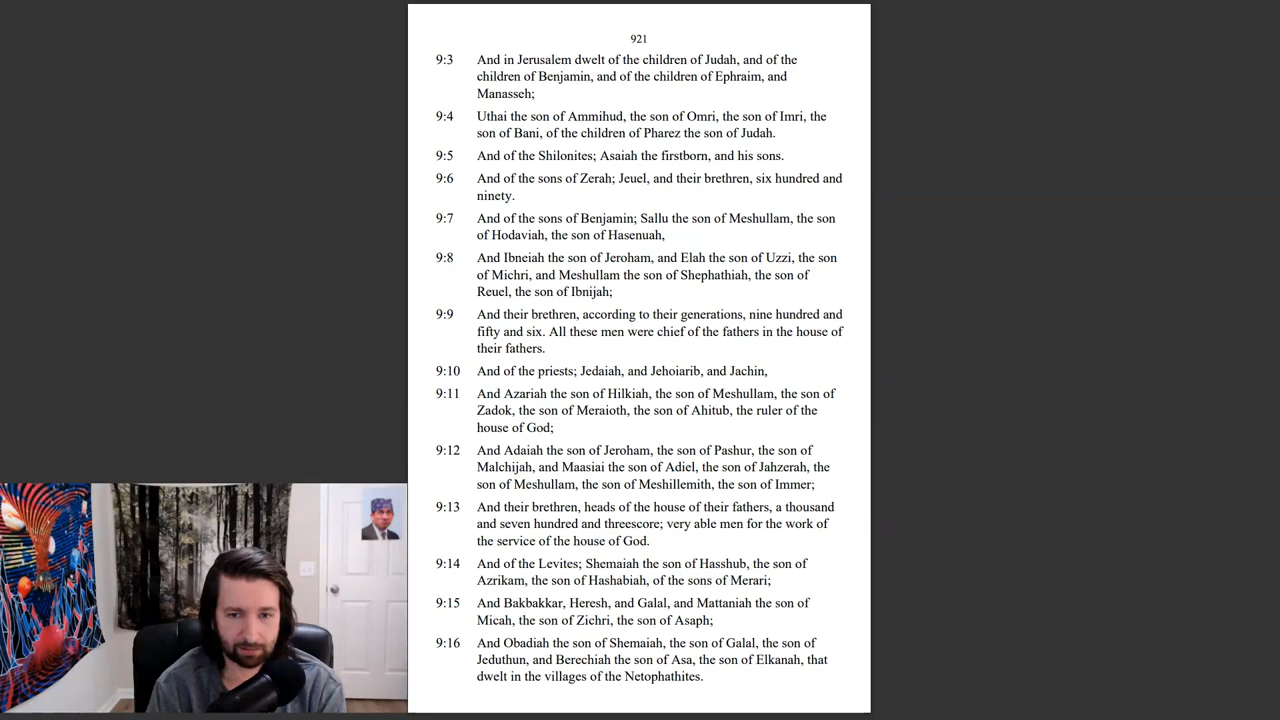 921
9:3 And in Jerusalem dwelt of the children of Judah, and of the
children of Benjamin, and of the children of Ephraim, and
Manasseh;
9:4 Uthai the son of Ammihud, the son of Omri, the son of Imri, the
son of Bani, of the children of Pharez the son of Judah.
9:5 And of the Shilonites; Asaiah the firstborn, and his sons.
9:6 And of the sons of Zerah; Jeuel, and their brethren, six hundred and
ninety.
9:7 And of the sons of Benjamin; Sallu the son of Meshullam, the son
of Hodaviah, the son of Hasenuah,
9:8 And Ibneiah the son of Jeroham, and Elah the son of Uzzi, the son
of Michri, and Meshullam the son of Shephathiah, the son of
Reuel, the son of Ibnijah;
9:9 And their brethren, according to their generations, nine hundred and
fifty and six. All these men were chief of the fathers in the house of
their fathers.
9:10 And of the priests; Jedaiah, and Jehoiarib, and Jachin,
9:11 And Azariah the son of Hilkiah, the son of Meshullam, the son of
Zadok, the son of Meraioth, the son of Ahitub, the ruler of the
house of God;
9:12 And Adaiah the son of Jeroham, the son of Pashur, the son of
Malchijah, and Maasiai the son of Adiel, the son of Jahzerah, the
son of Meshullam, the son of Meshillemith, the son of Immer;
9:13 And their brethren, heads of the house of their fathers, a thousand
and seven hundred and threescore; very able men for the work of
the service of the house of God.
9:14 And of the Levites; Shemaiah the son of Hasshub, the son of
Azrikam, the son of Hashabiah, of the sons of Merari;
9:15 And Bakbakkar, Heresh, and Galal, and Mattaniah the son of
Micah, the son of Zichri, the son of Asaph;
9:16 And Obadiah the son of Shemaiah, the son of Galal, the son of
Jeduthun, and Berechiah the son of Asa, the son of Elkanah, that
dwelt in the villages of the Netophathites.